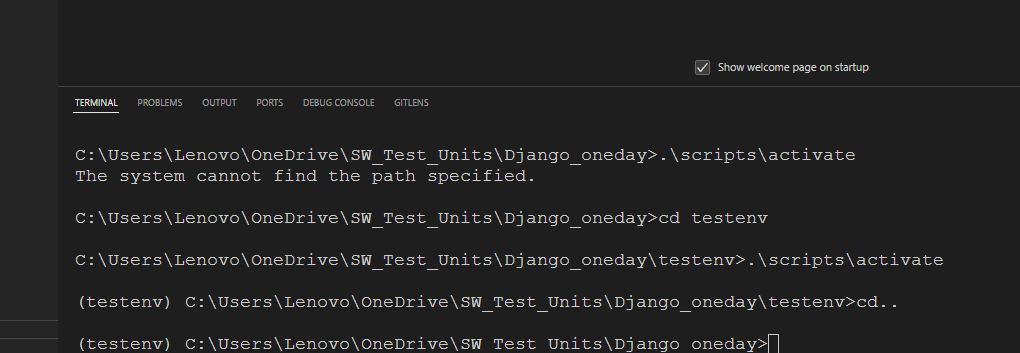 Show welcome page on startup
TERMINAL PROBLEMS OUTPUT PORTS DEBUG CONSOLE GITLENS
C:\Users\Lenovo\OneDrive\SW_Test_Units\Django_oneday>.\scripts\activate
The system cannot find the path specified.
C:\Users\Lenovo\OneDrive\SW_Test_Units\Django_oneday>cd testenv
C:\Users\Lenovo\OneDrive\SW_Test_Units\Django_oneday\testenv>.\scripts\activate
(testenv) C:\Users\Lenovo\OneDrive\SW_Test_Units\Django_oneday\testenv>cd..
(testenv) C:\Users\Lenovo\OneDrive\SW_Test_Units\Django_oneday>